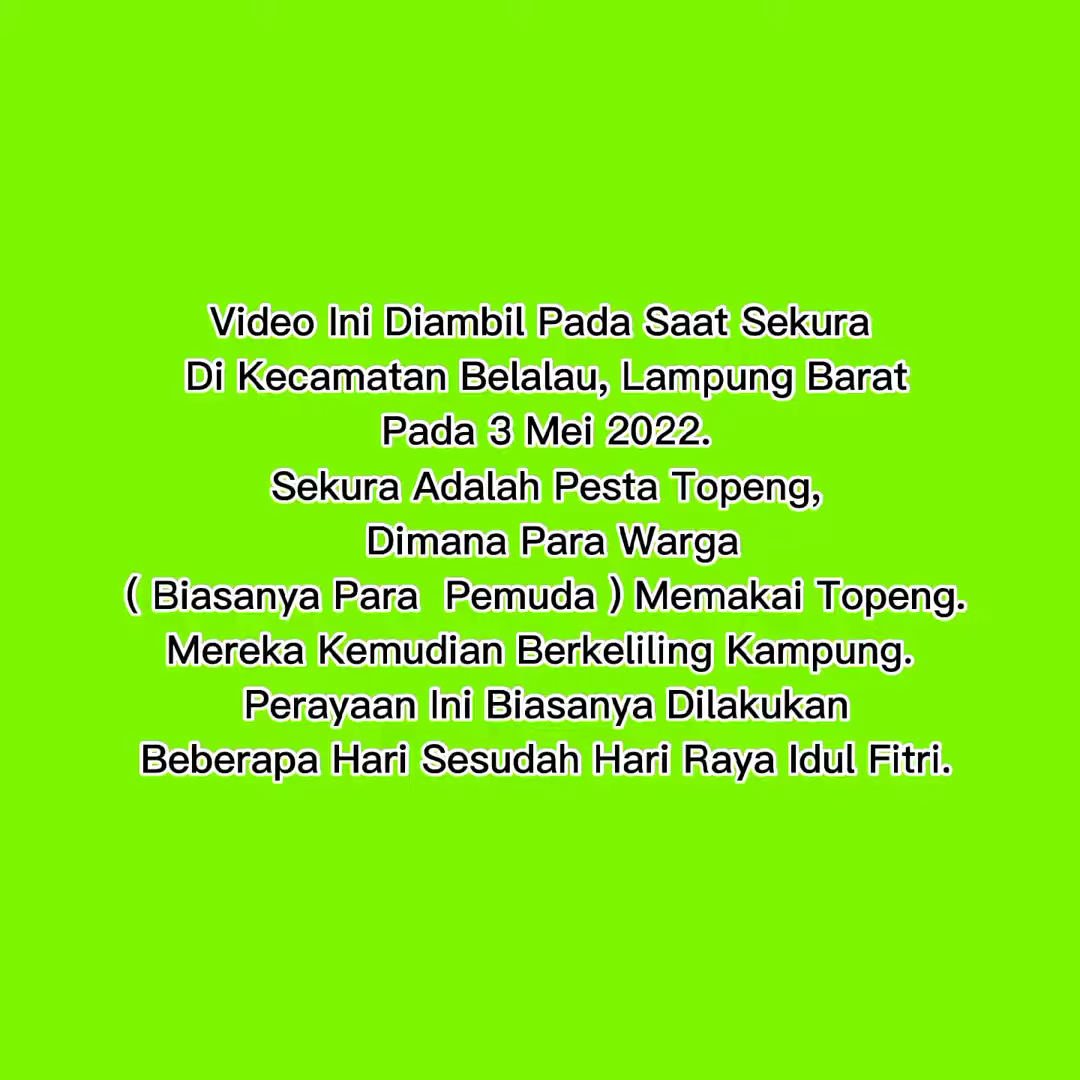 Video Ini Diambil Pada Saat Sekura
Di Kecamatan Belalau, Lampung Barat
Pada 3 Mei 2022.
Sekura Adalah Pesta Topeng,
Dimana Para Warga
( Biasanya Para  Pemuda ) Memakai Topeng.
Mereka Kemudian Berkeliling Kampung.
Perayaan Ini Biasanya Dilakukan
Beberapa Hari Sesudah Hari Raya Idul Fitri.